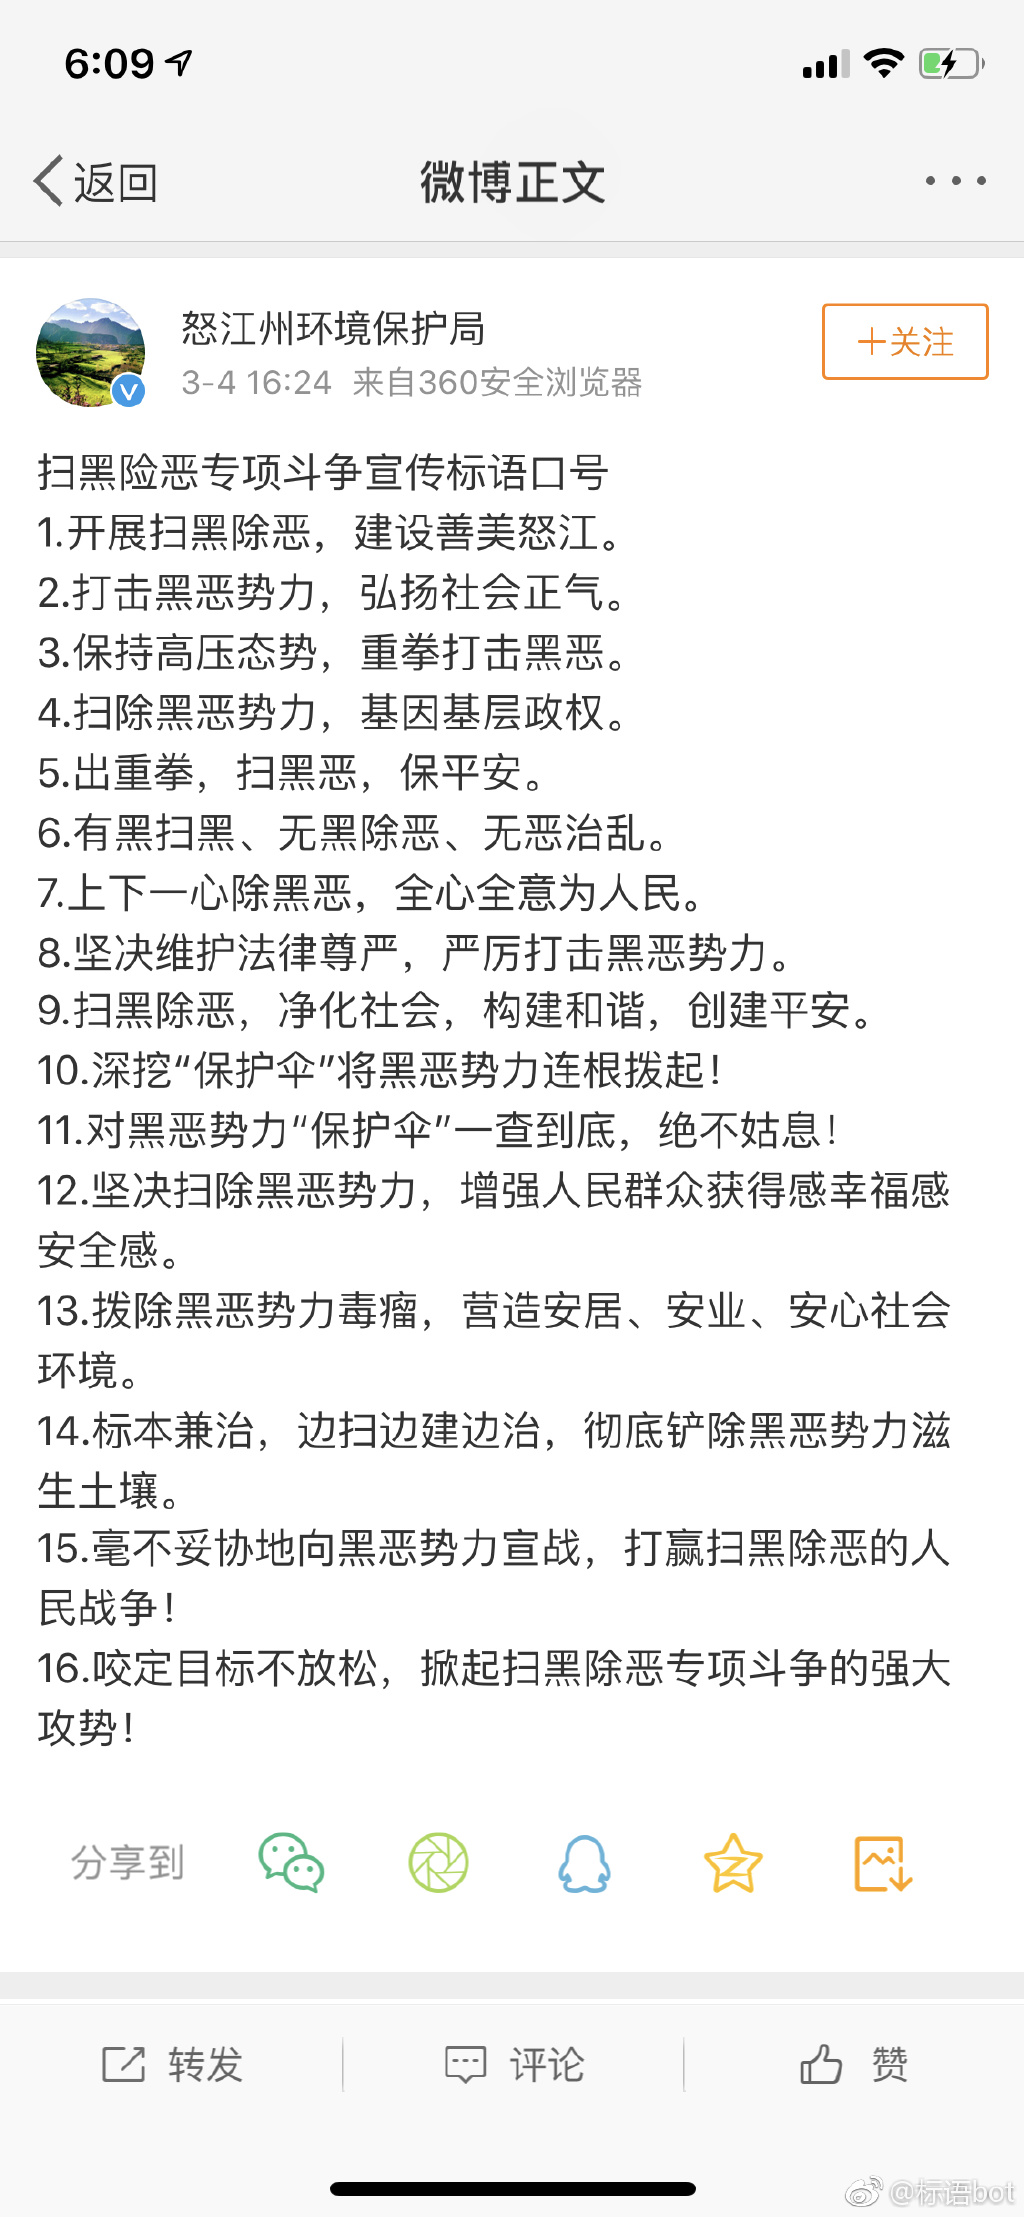 6:09
返回
微博正文
怒江州环境保护局
3-4 16:24 来自360安全浏览器
+关注
扫黑险恶专项斗争宣传标语口号
1.开展扫黑除恶，建设善美怒江。
2.打击黑恶势力，弘扬社会正气。
3.保持高压态势，重拳打击黑恶。
4.扫除黑恶势力，基因基层政权。
5.出重拳，扫黑恶，保平安。
6.有黑扫黑、无黑除恶、无恶治乱。
7.上下一心除黑恶，全心全意为人民。
8.坚决维护法律尊严，严厉打击黑恶势力。
9.扫黑除恶，净化社会，构建和谐，创建平安。
10.深挖“保护伞”将黑恶势力连根拨起！
11.对黑恶势力“保护伞”一查到底，绝不姑息！
12.坚决扫除黑恶势力，增强人民群众获得感幸福感
安全感。
13.拨除黑恶势力毒瘤，营造安居、安业、安心社会
环境。
14.标本兼治，边扫边建边治，彻底铲除黑恶势力滋
生土壤。
15.毫不妥协地向黑恶势力宣战，打赢扫黑除恶的人
民战争！
16.咬定目标不放松，掀起扫黑除恶专项斗争的强大
攻势！
分享到
转发
评论
赞
@标语bot